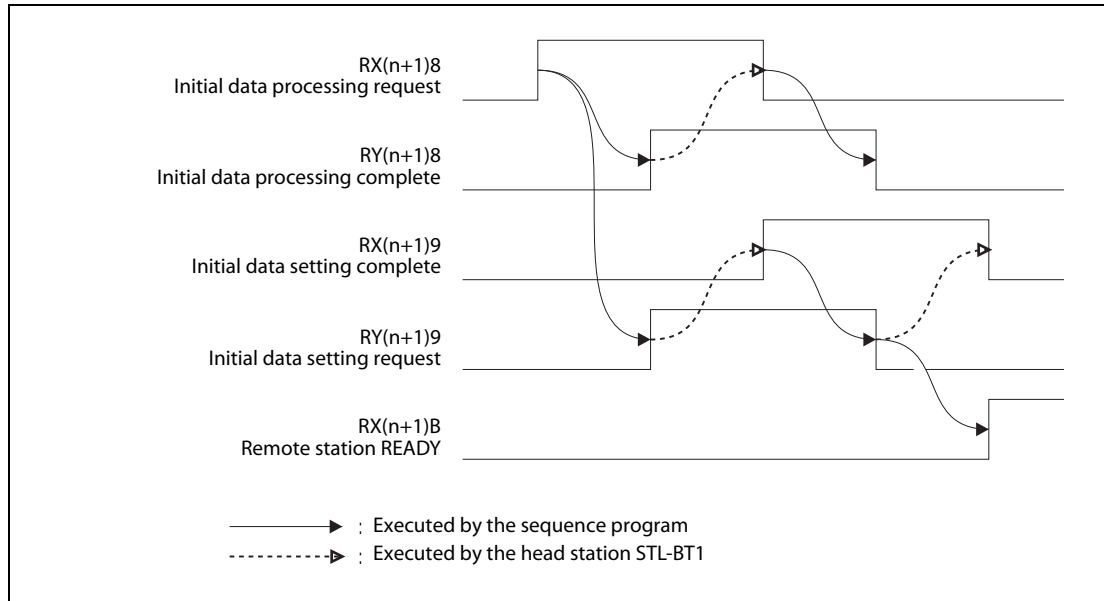 RX(n+1)8
Initial data processing request
RY(n+1)8
Initial data processing complete
RX(n+1)9
Initial data setting complete
RY(n+1)9
Initial data setting request
RX(n+1)B
Remote station READY
: Executed by the sequence program
: Executed by the head station STL-BT1